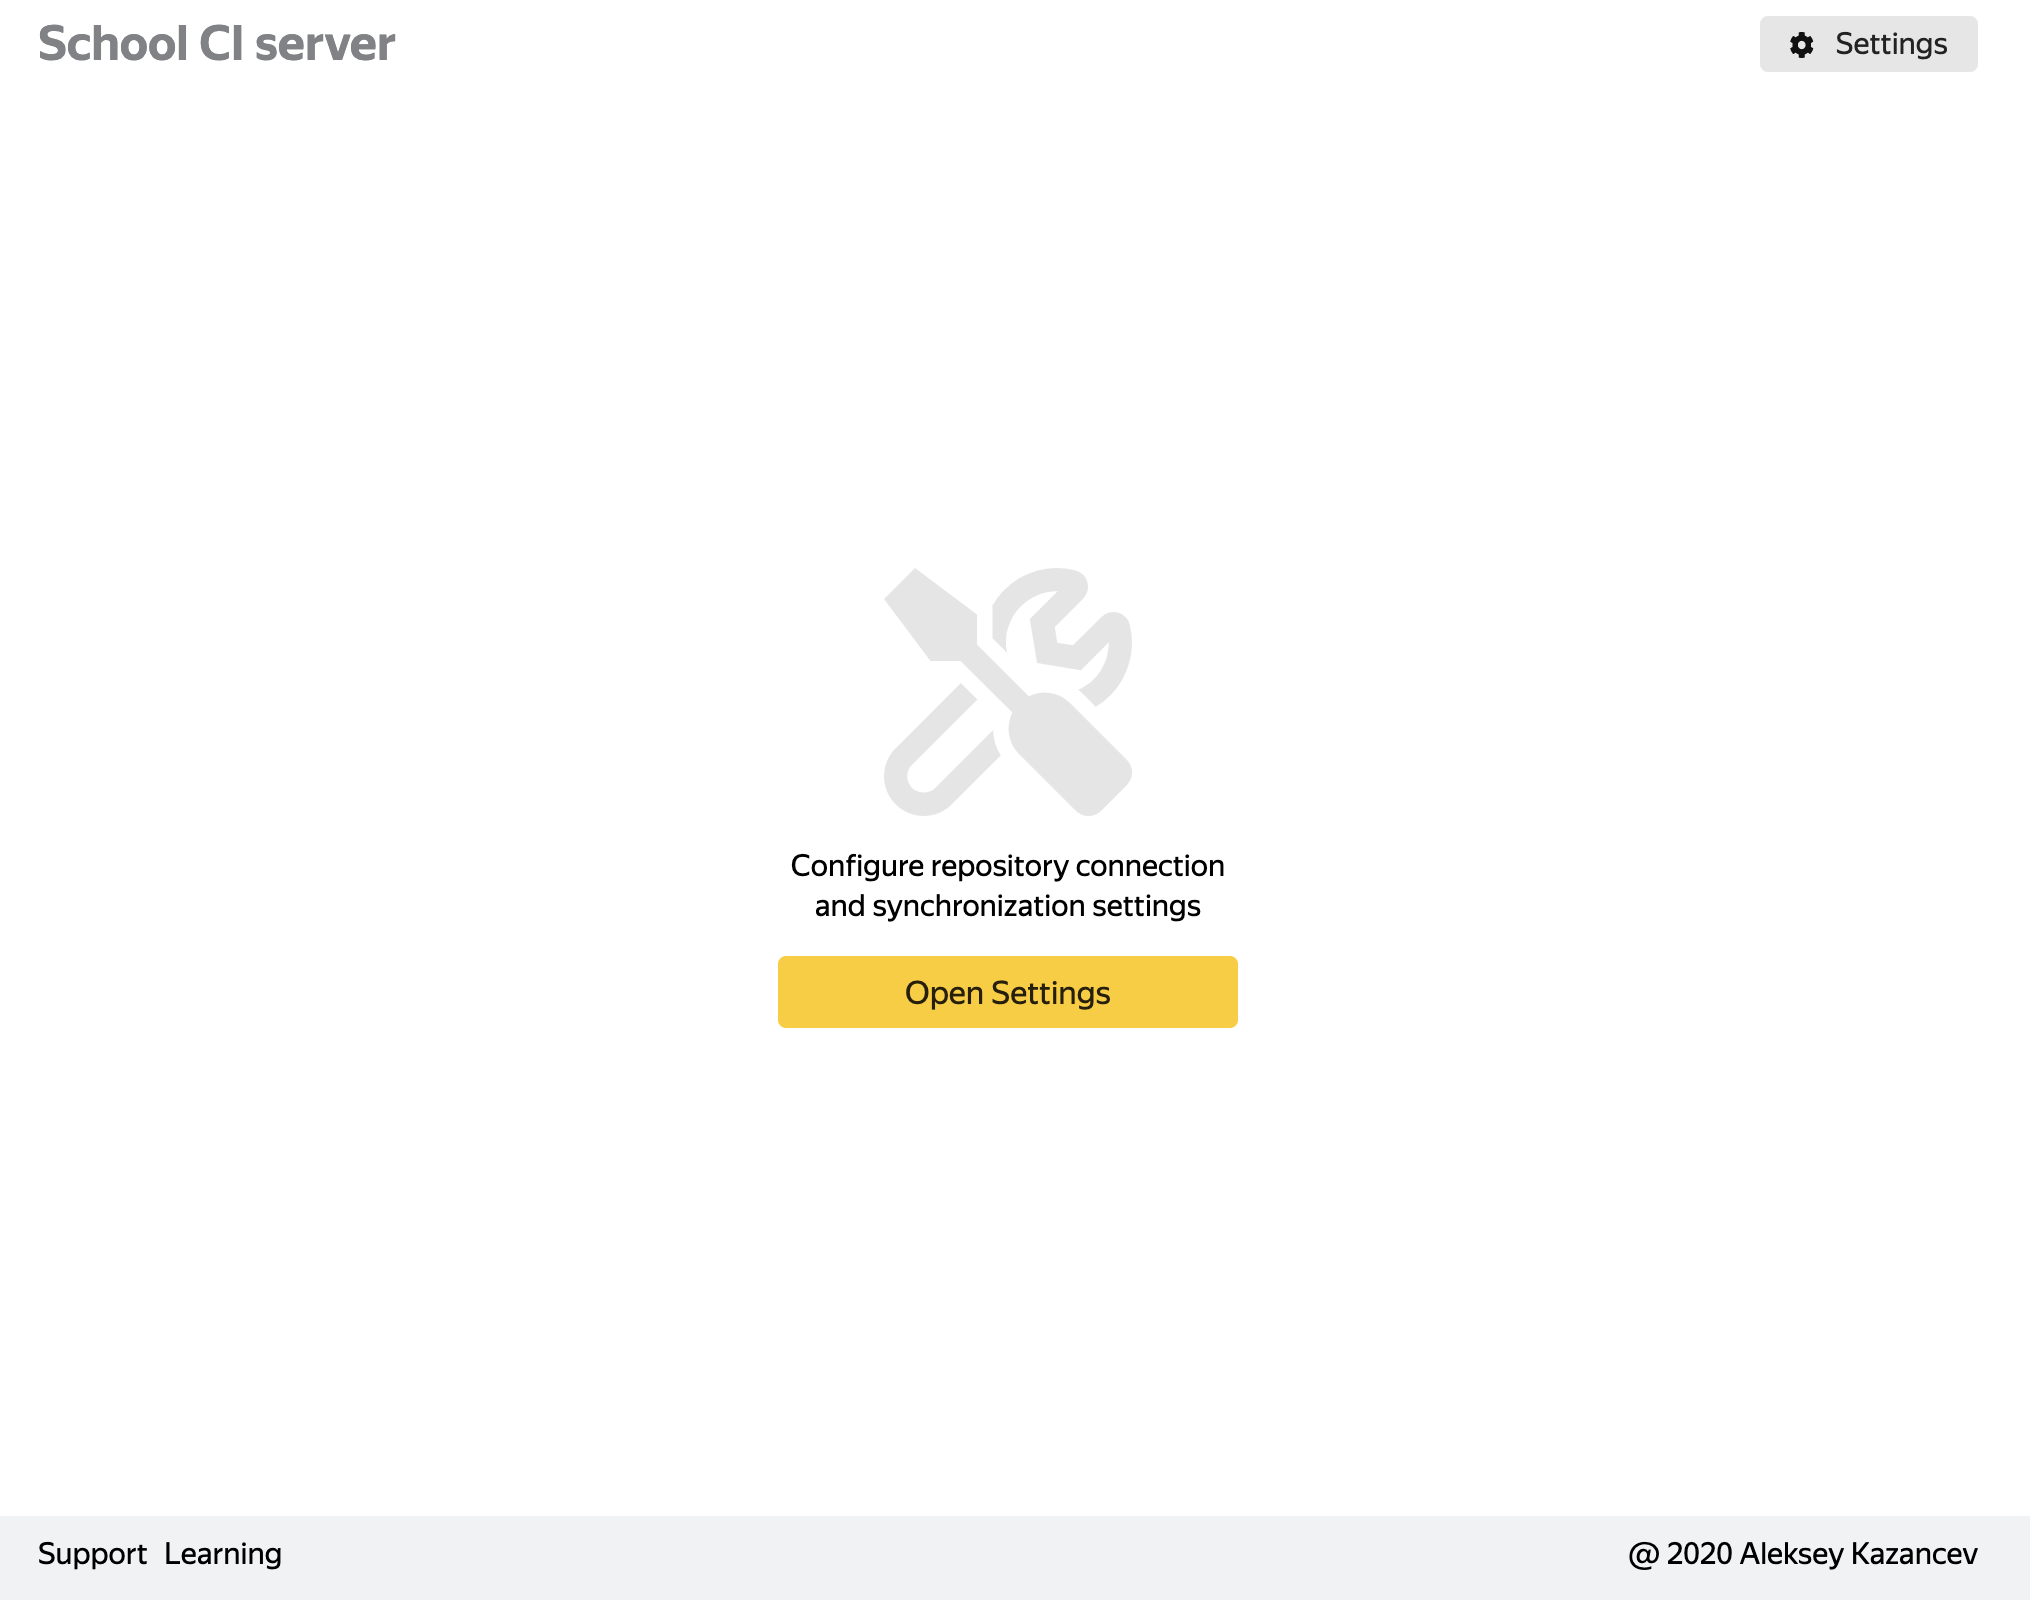 School CI server
Settings
Configure repository connection
and synchronization settings
Open Settings
Support Learning
@ 2020 Aleksey Kazancev